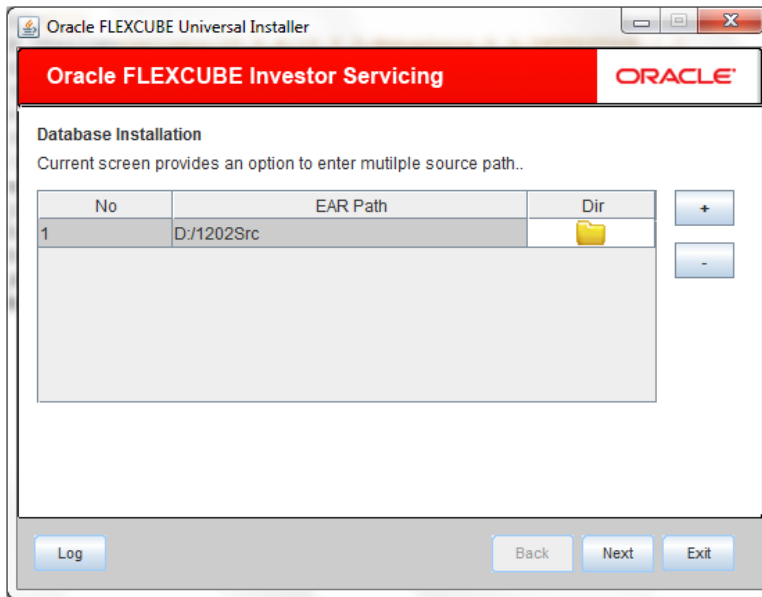 Oracle FLEXCUBE Universal Installer
Oracle FLEXCUBE Investor Servicing
ORACLE
Database Installation
Current screen provides an option to enter mutilple source path..
No EAR Path Dir
+
1 D:/1202Src
-
Log Back Next Exit